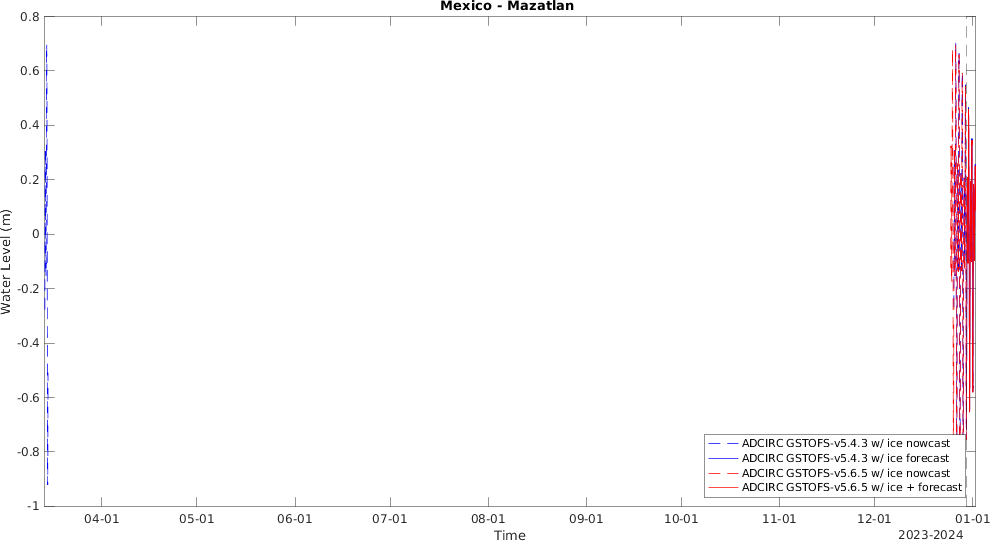 Mexico - Mazatlan
0.8
0.6
0.4
0.2
0
-0.2
-0.4
-0.6
-0.8
-1
Water Level (m)
ADCIRC GSTOFS-v5.4.3 w/ ice nowcast
ADCIRC GSTOFS-v5.4.3 w/ ice forecast
ADCIRC GSTOFS-v5.6.5 w/ ice nowcast
ADCIRC GSTOFS-v5.6.5 w/ ice + forecast
04-01 05-01 06-01 07-01 08-01 09-01 10-01 11-01 12-01 01-01
Time
2023-2024